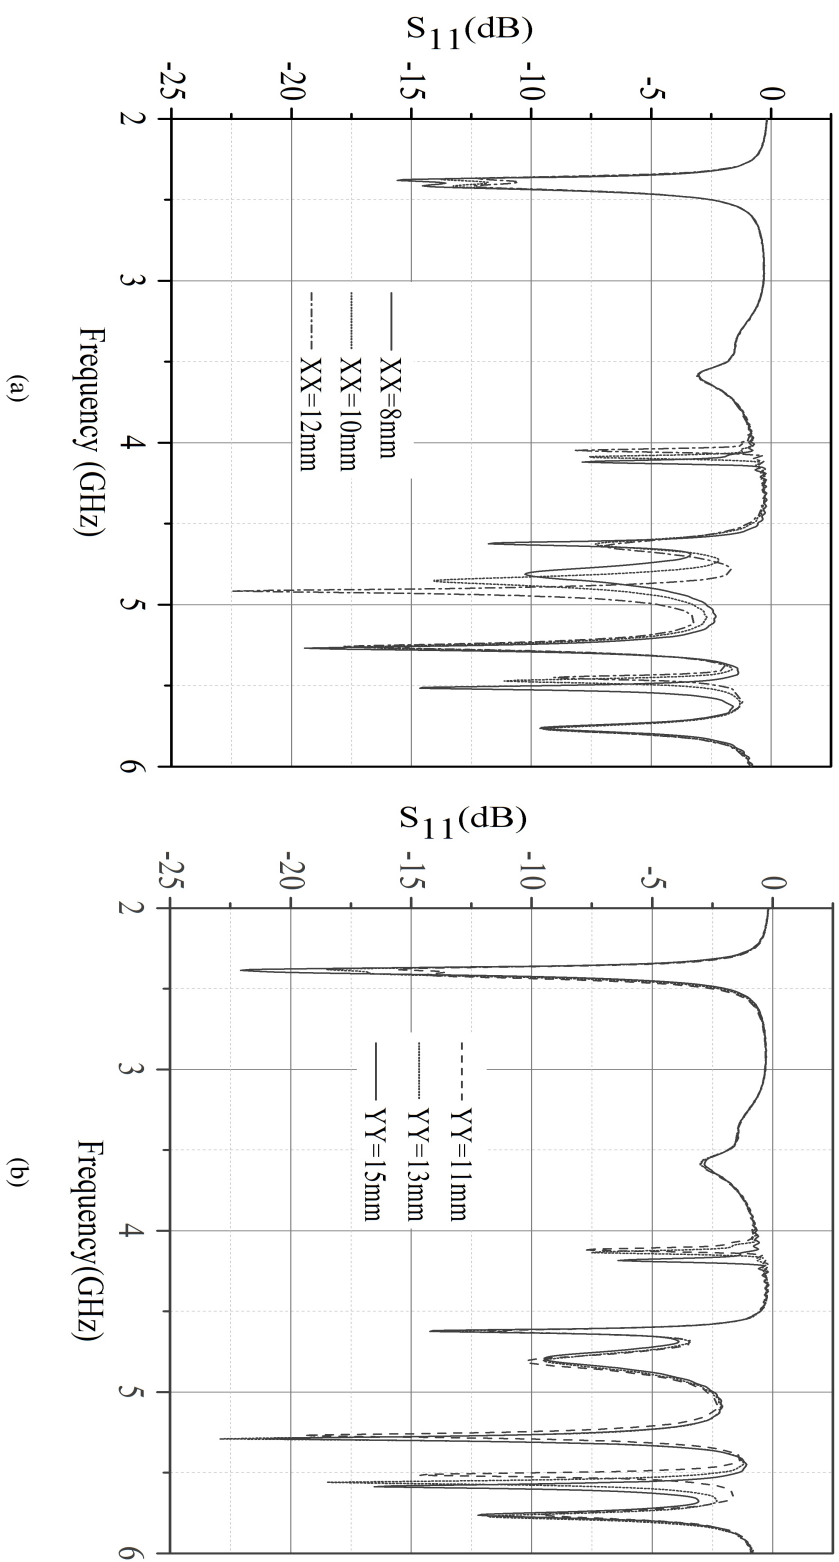 S11(dB)
0
-5
-10
-15
-20
-25
2
3
4
5
6
XX=8mm
XX=10mm
XX=12mm
Frequency (GHz)
(a)
S11(dB)
0
-5
-10
-15
-20
-25
2
3
4
5
6
YY=11mm
YY=13mm
YY=15mm
Frequency(GHz)
(b)